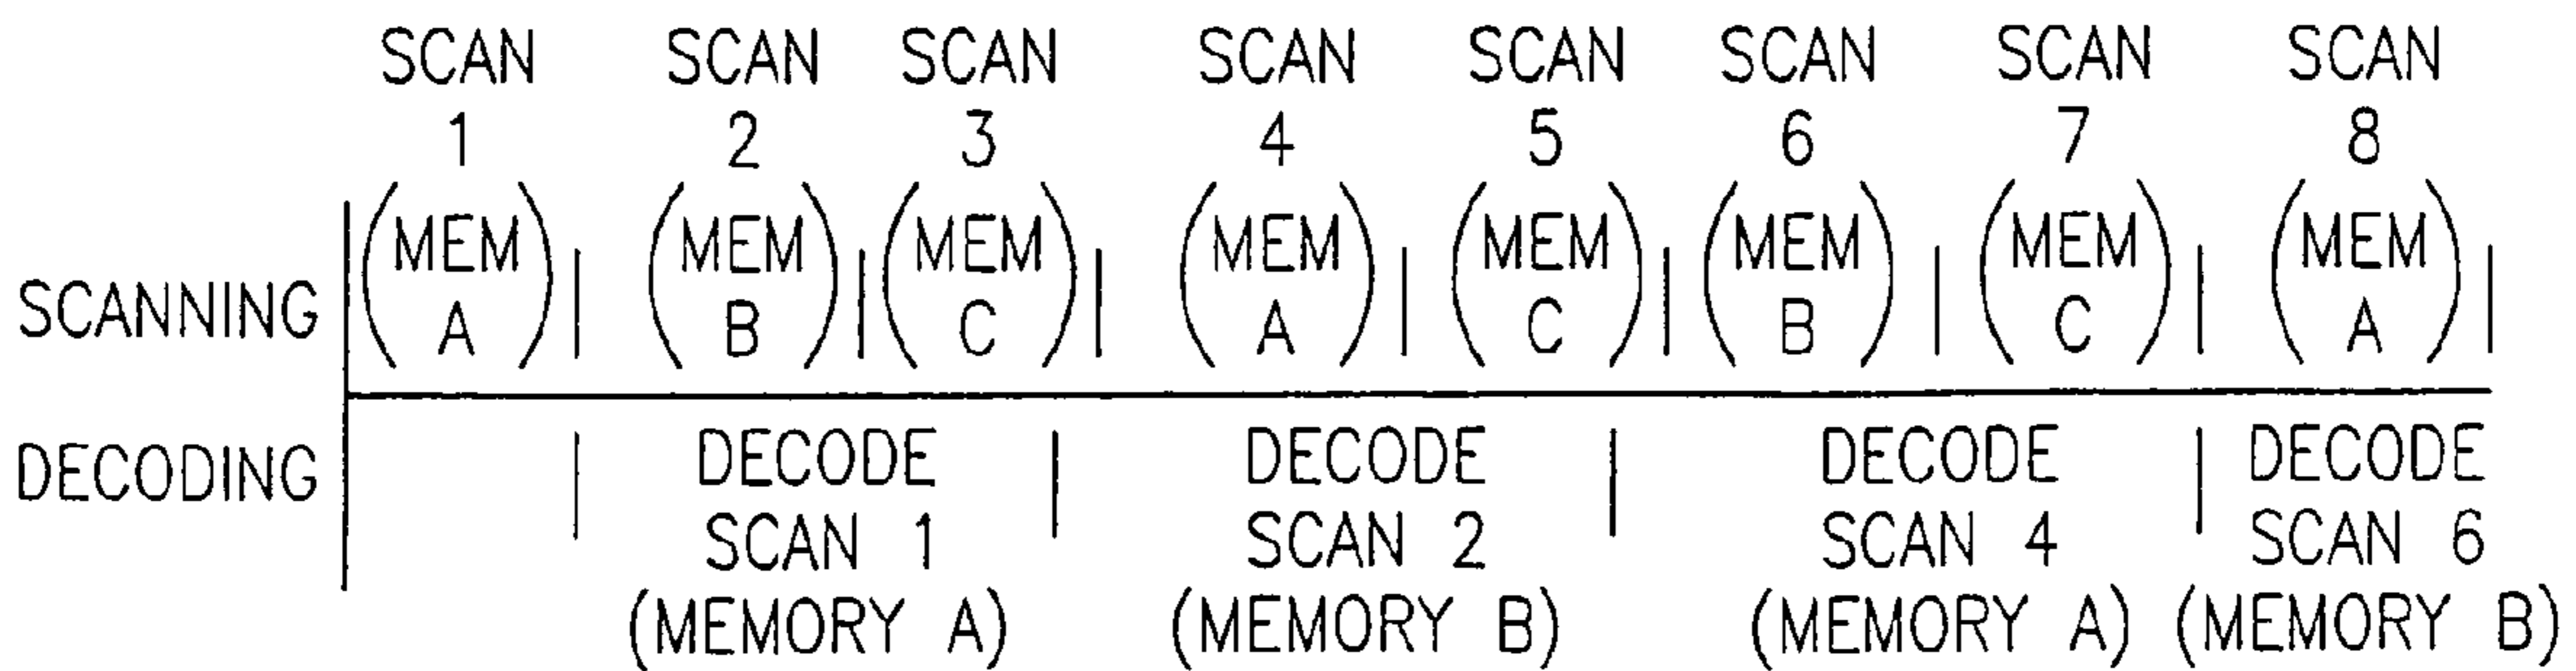 SCAN SCAN SCAN SCAN SCAN SCAN SCAN SCAN
1 2 3 4 5 6 7 8
(MEM (MEM (MEM (MEM (MEM (MEM (MEM (MEM
SCANNING A) B) C) A) C) B) C) A)
DECODING DECODE DECODE DECODE DECODE
SCAN 1 SCAN 2 SCAN 4 SCAN 6
(MEMORY A) (MEMORY B) (MEMORY A) (MEMORY B)